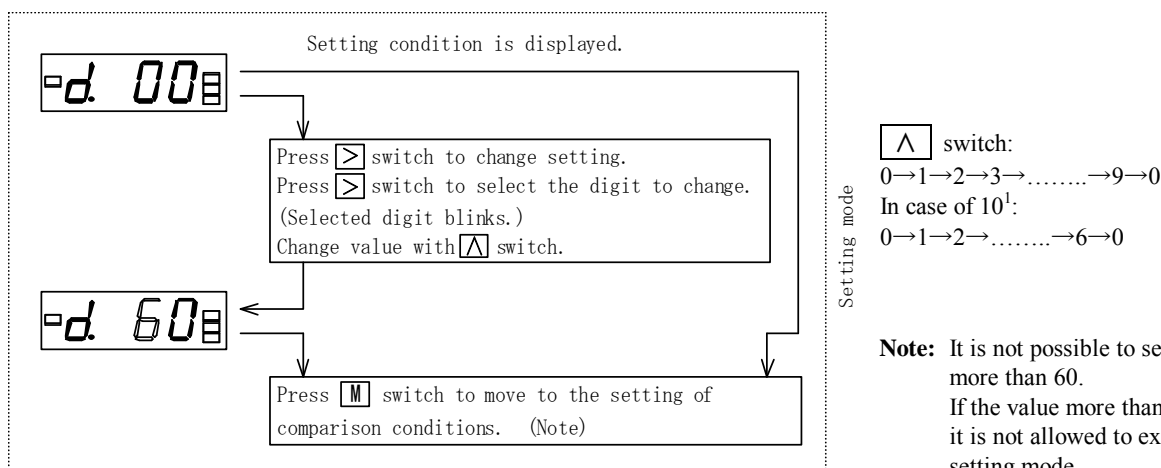 Setting condition is displayed.
-d. 00
Press > switch to change setting.
Press > switch to select the digit to change.
(Selected digit blinks.)
Change value with Λ switch.
-d. 60
Press M switch to move to the setting of
comparison conditions. (Note)
Setting mode
Λ switch:
0→1→2→3→……..→9→0
In case of 10¹:
0→1→2→……..→6→0
Note: It is not possible to se
more than 60.
If the value more than
it is not allowed to ex
setting mode